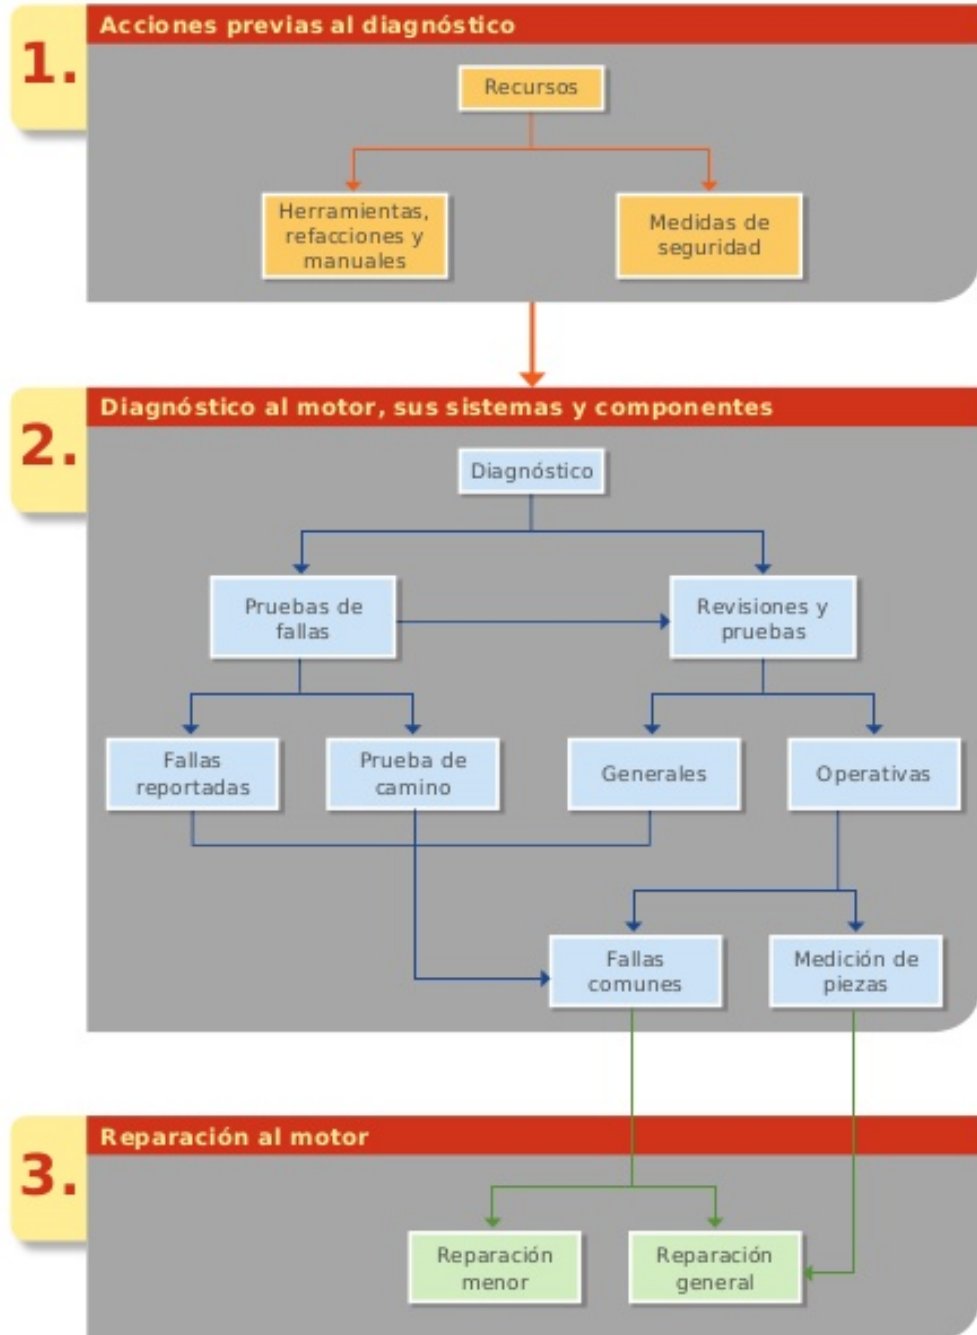 1.
Acciones previas al diagnóstico
Recursos
Herramientas,
refacciones y
manuales
Medidas de
seguridad
2.
Diagnóstico al motor, sus sistemas y componentes
Diagnóstico
Pruebas de
fallas
Revisiones y
pruebas
Fallas
reportadas
Prueba de
camino
Generales
Operativas
Fallas
comunes
Medición de
piezas
3.
Reparación al motor
Reparación
menor
Reparación
general